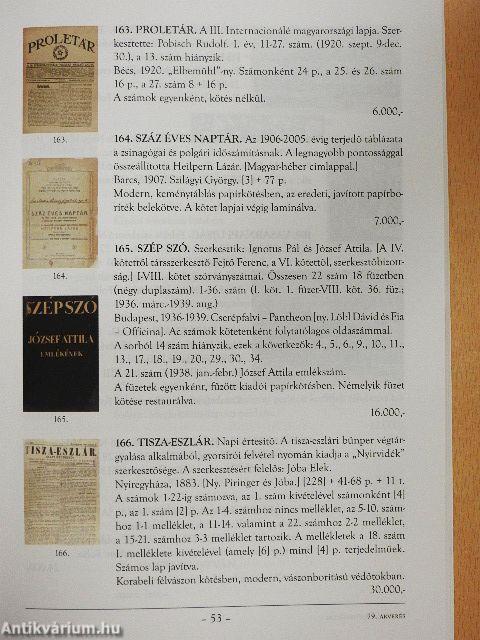 163. PROLETÁR. A III. Internacionálé magyarországi lapja. Szer-
kesztette: Pobisch Rudolf. I. év, 11-27. szám. (1920. szept. 9-dec.
30.), a 13. szám hiányzik.
Bécs, 1920. „Elbemühl"-ny. Számonként 24 p., a 25. és 26. szám
16 p., a 27. szám 8 + 16 p.
A számok egyenként, kötés nélkül.
6.000,-
PROLETÁR
163.
164. SZÁZ ÉVES NAPTÁR. Az 1906-2005. évig terjedő táblázata
a zsinagógai és polgári időszámításnak. A legnagyobb pontossággal
összeállította Heilpern Lázár. [Magyar-héber címlappal.]
Barcs, 1907. Szilágyi György. [3] + 77 p.
Modern, keménytáblás papírkötésben, az eredeti, javított papírbo-
ríték belekötve. A kötet lapjai végig laminálva.
7.000,-
SZÁZ ÉVES NAPTÁR
164.
165. SZÉP SZÓ. Szerkesztik: Ignotus Pál és József Attila. [A IV.
kötettől társszerkesztő Fejtő Ferenc, a VI. kötettől, szerkesztőbizott-
ság.] I-VIII. kötet szórványszámai. Összesen 22 szám 18 füzetben
(négy duplaszám). 1-36. szám (I. köt. 1. füzet-VIII. köt. 36. füz.;
1936. márc.-1939. aug.)
Budapest, 1936-1939. Cserépfalvi – Pantheon [ny. Löbl Dávid és Fia
– Officina]. Az számok kötetenként folytatólagos oldaszámmal.
A sorból 14 szám hiányzik, ezek a következők: 4., 5., 6., 9., 10., 11.,
13., 17., 18., 19., 20., 29., 30., 34.
A 21. szám (1938. jan.-febr.) József Attila emlékszám.
A füzetek egyenként, fűzött kiadói papírkötésben. Némelyik füzet
kötése restaurálva.
16.000,-
SZÉP SZÓ
JÓZSEF ATTILA
EMLÉKÉNEK
165.
166. TISZA-ESZLÁR. Napi értesítő. A tisza-eszlári bűnper végtár-
gyalása alkalmából, gyorsírói felvétel nyomán kiadja a „Nyírvidék"
szerkesztősége. A szerkesztésért felelős: Jóba Elek.
Nyíregyháza, 1883. [Ny. Piringer és Jóba.] [228] + 41-68 p. + 11 t.
A számok 1-22-ig számozva, az 1. szám kivételével számonként [4]
p., az 1. szám [2] p. Az 1-4. számhoz nincs melléklet, az 5-10. szám-
hoz 1-1 melléklet, a 11-14. valamint a 22. számhoz 2-2 melléklet,
a 15-21. számhoz 3-3 melléklet tartozik. A mellékletek a 18. szám
1. melléklete kivételével (amely [6] p.) mind [4] p. terjedelműek.
Számos lap javítva.
Korabeli félvászon kötésben, modern, vászonborítású védőtokban.
30.000,-
TISZA-ESZLÁR.
166.
- 53 -
79. ÁRVERÉS
Antikvárium.hu